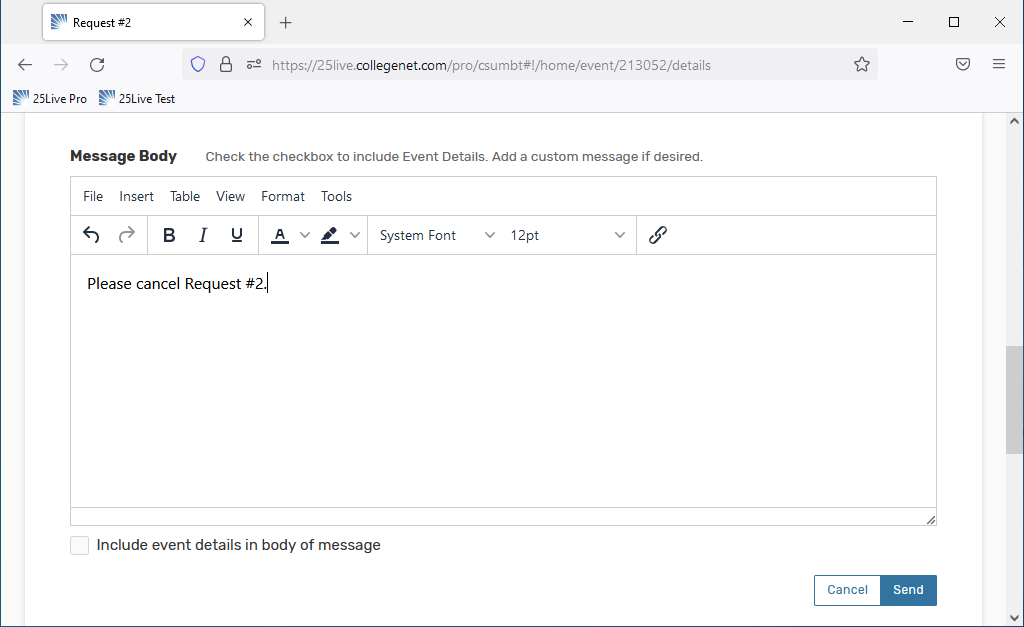 Request #2
https://25live.collegenet.com/pro/csumbt#!/home/event/213052/details
25Live Pro 25Live Test
Message Body Check the checkbox to include Event Details. Add a custom message if desired.
File Insert Table View Format Tools
B I U A System Font 12pt
Please cancel Request #2.
Include event details in body of message
Cancel Send